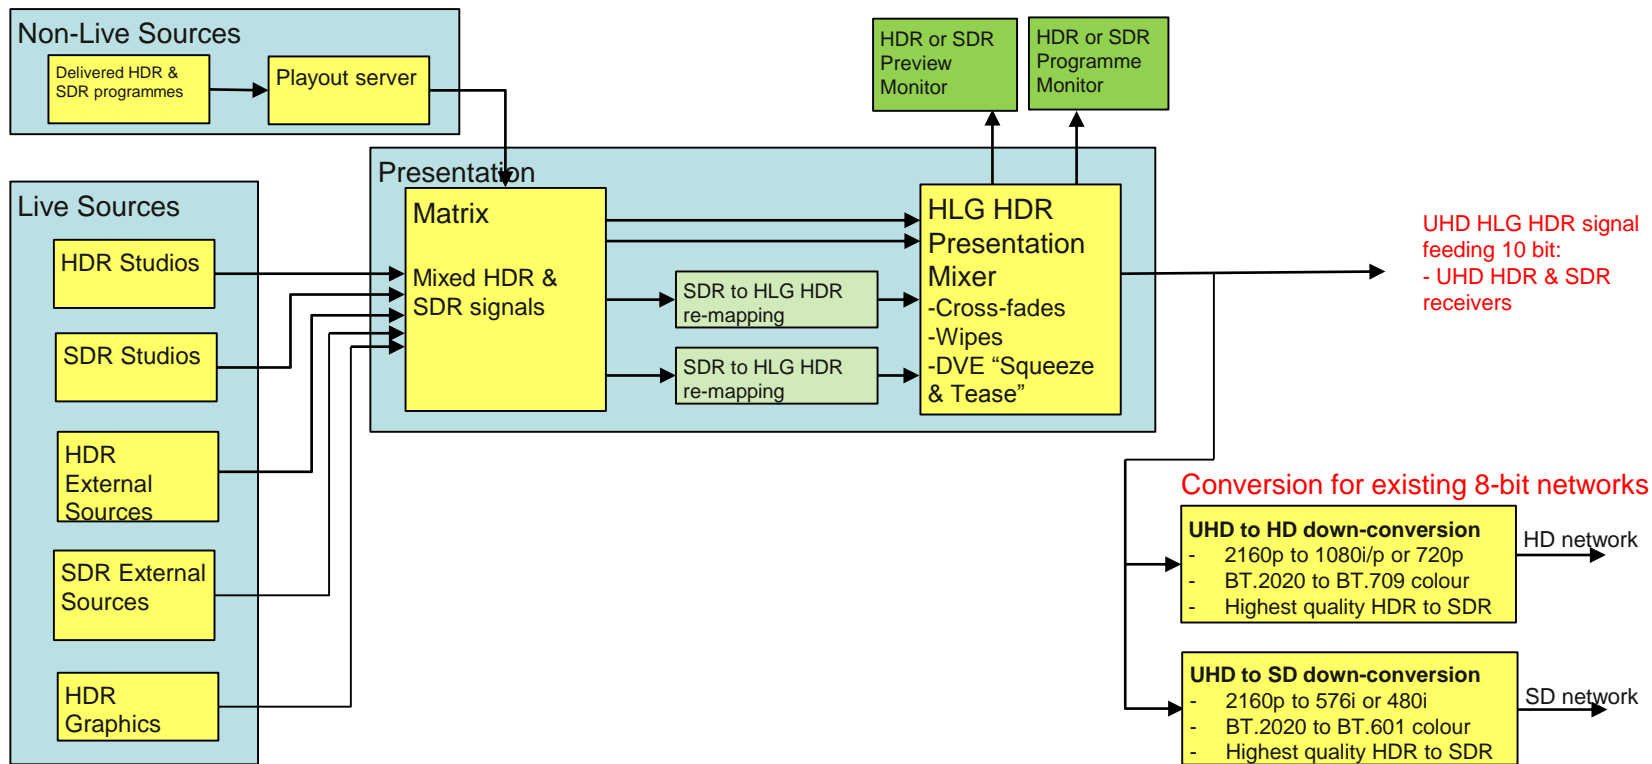 Non-Live Sources
Delivered HDR &
SDR programmes
Playout server
HDR or SDR
Preview
Monitor
HDR or SDR
Programme
Monitor
Live Sources
HDR Studios
SDR Studios
HDR
External
Sources
SDR External
Sources
HDR
Graphics
Presentation
Matrix
Mixed HDR &
SDR signals
SDR to HLG HDR
re-mapping
SDR to HLG HDR
re-mapping
HLG HDR
Presentation
Mixer
-Cross-fades
-Wipes
-DVE “Squeeze
& Tease”
UHD HLG HDR signal
feeding 10 bit:
- UHD HDR & SDR
receivers
Conversion for existing 8-bit networks
UHD to HD down-conversion
- 2160p to 1080i/p or 720p
- BT.2020 to BT.709 colour
- Highest quality HDR to SDR
HD network
UHD to SD down-conversion
- 2160p to 576i or 480i
- BT.2020 to BT.601 colour
- Highest quality HDR to SDR
SD network